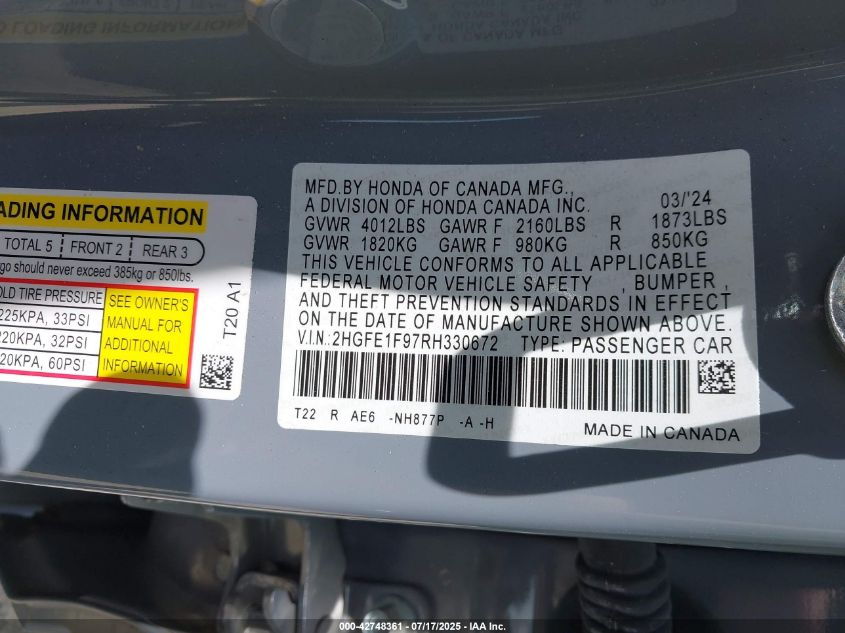 ADING INFORMATION
TOTAL 5 FRONT 2 REAR 3
go should never exceed 385kg or 850lbs.
OLD TIRE PRESSURE
225KPA, 33PSI
220KPA, 32PSI
20KPA, 60PSI
SEE OWNER'S
MANUAL FOR
ADDITIONAL
INFORMATION
T20 A1
MFD.BY HONDA OF CANADA MFG.,
A DIVISION OF HONDA CANADA INC. 03/'24
GVWR 4012LBS GAWR F 2160LBS R 1873LBS
GVWR 1820KG GAWR F 980KG R 850KG
THIS VEHICLE CONFORMS TO ALL APPLICABLE
FEDERAL MOTOR VEHICLE SAFETY , BUMPER ,
AND THEFT PREVENTION STANDARDS IN EFFECT
ON THE DATE OF MANUFACTURE SHOWN ABOVE.
V.I.N.:2HGFE1F97RH330672 TYPE: PASSENGER CAR
T22 R AE6 -NH877P -A -H
MADE IN CANADA
000-42748361 - 07/17/2025 - IAA Inc.